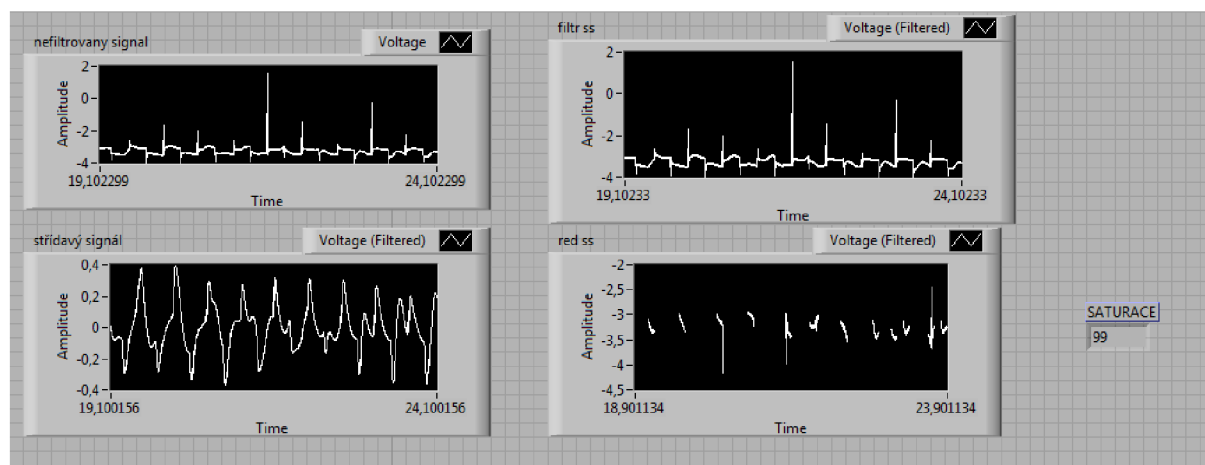 nefiltrovany signal
Voltage
Amplitude
2
0
-2
-4
19,102299
24,102299
Time
filtr ss
Voltage (Filtered)
Amplitude
2
0
-2
-4
19,10233
24,10233
Time
střídavý signál
Voltage (Filtered)
Amplitude
0,4
0,2
0
-0,2
-0,4
19,100156
24,100156
Time
red ss
Voltage (Filtered)
Amplitude
-2
-2,5
-3
-3,5
-4
-4,5
18,901134
23,901134
Time
SATURACE
99